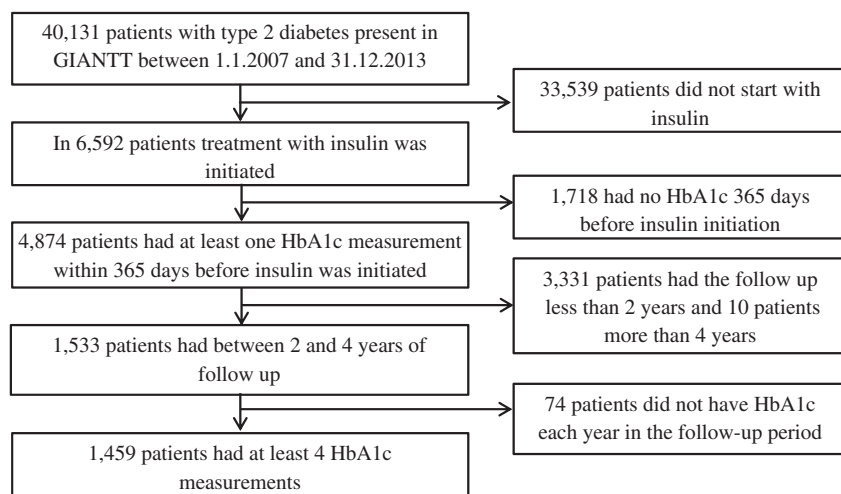 40,131 patients with type 2 diabetes present in
GIANTT between 1.1.2007 and 31.12.2013
33,539 patients did not start with
insulin
In 6,592 patients treatment with insulin was
initiated
1,718 had no HbA1c 365 days
before insulin initiation
4,874 patients had at least one HbA1c measurement
within 365 days before insulin was initiated
3,331 patients had the follow up
less than 2 years and 10 patients
more than 4 years
1,533 patients had between 2 and 4 years of
follow up
74 patients did not have HbA1c
each year in the follow-up period
1,459 patients had at least 4 HbA1c
measurements